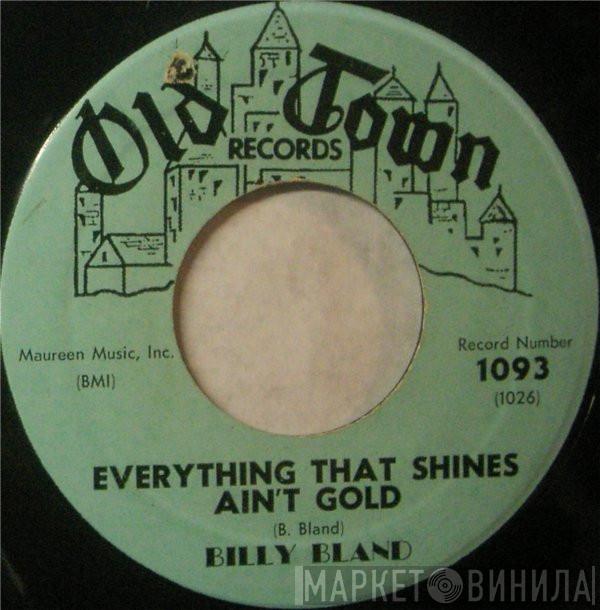 Old Town
RECORDS
Maureen Music, Inc.
(BMI)
Record Number
1093
(1026)
EVERYTHING THAT SHINES
AIN'T GOLD
(B. Bland)
BILLY BLAND
МАРКЕТ ВИНИЛА